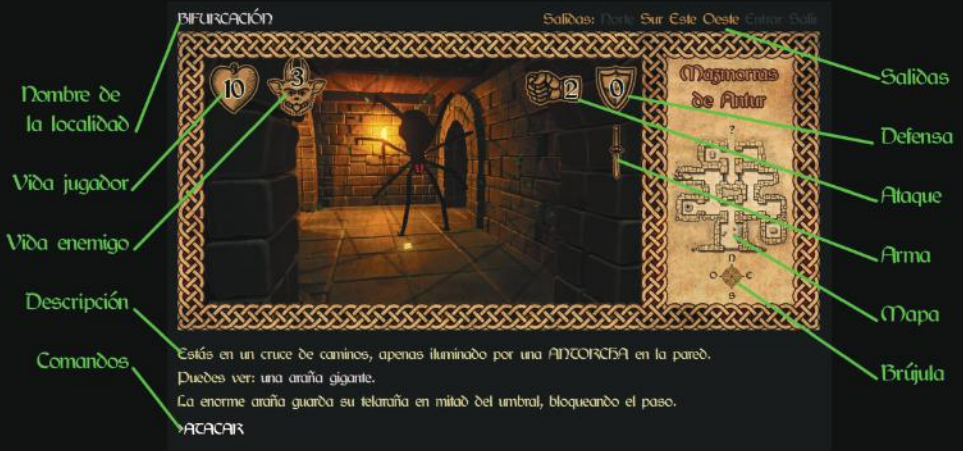 BIFURCACIÓN
Salidas: Norte Sur Este Oeste Entrar Salir
Nombre de
la localidad
Vida jugador
Vida enemigo
Descripción
Comandos
10
3
2
0
Mazmorras
de Antur
?
N
O E
S
Salidas
Defensa
Ataque
Arma
Mapa
Brújula
Estás en un cruce de caminos, apenas iluminado por una ANTORCHA en la pared.
Puedes ver: una araña gigante.
La enorme araña guarda su telaraña en mitad del umbral, bloqueando el paso.
>ATACAR